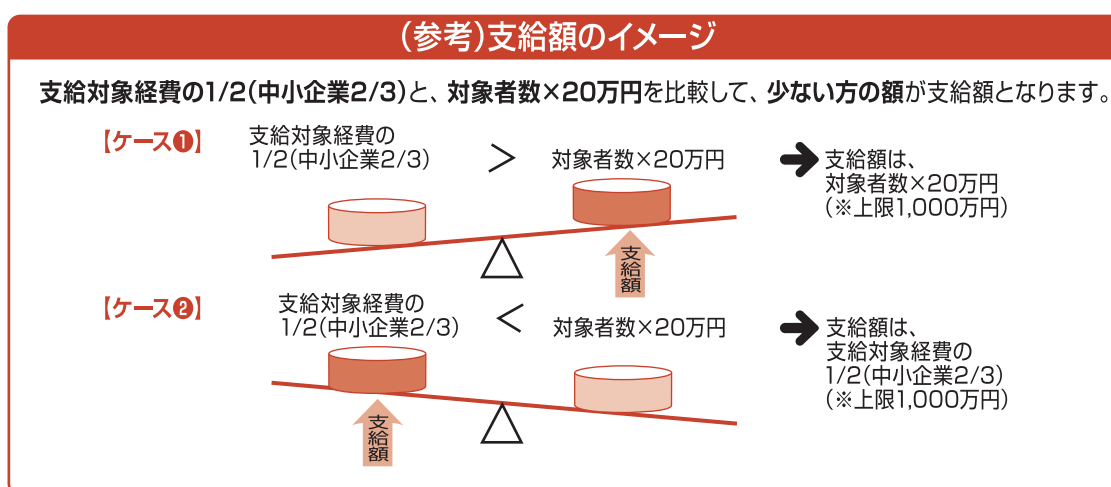 (参考)支給額のイメージ
支給対象経費の1/2(中小企業2/3)と、対象者数×20万円を比較して、少ない方の額が支給額となります。
【ケース❶】
支給対象経費の
1/2(中小企業2/3)
>
対象者数×20万円
➔支給額は、
対象者数×20万円
(※上限1,000万円)
支給額
【ケース❷】
支給対象経費の
1/2(中小企業2/3)
<
対象者数×20万円
➔支給額は、
支給対象経費の
1/2(中小企業2/3)
(※上限1,000万円)
支給額